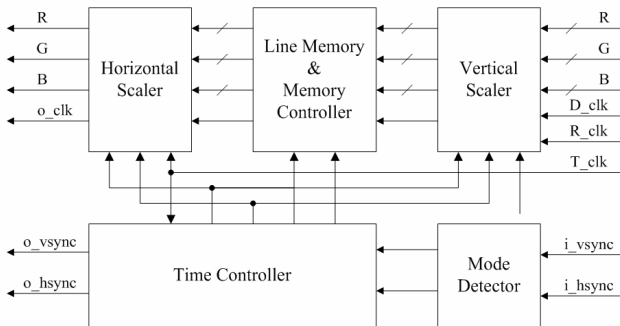 R
G
B
o_clk
Horizontal
Scaler
Line Memory
&
Memory
Controller
Vertical
Scaler
R
G
B
D_clk
R_clk
T_clk
o_vsync
o_hsync
Time Controller
Mode
Detector
i_vsync
i_hsync